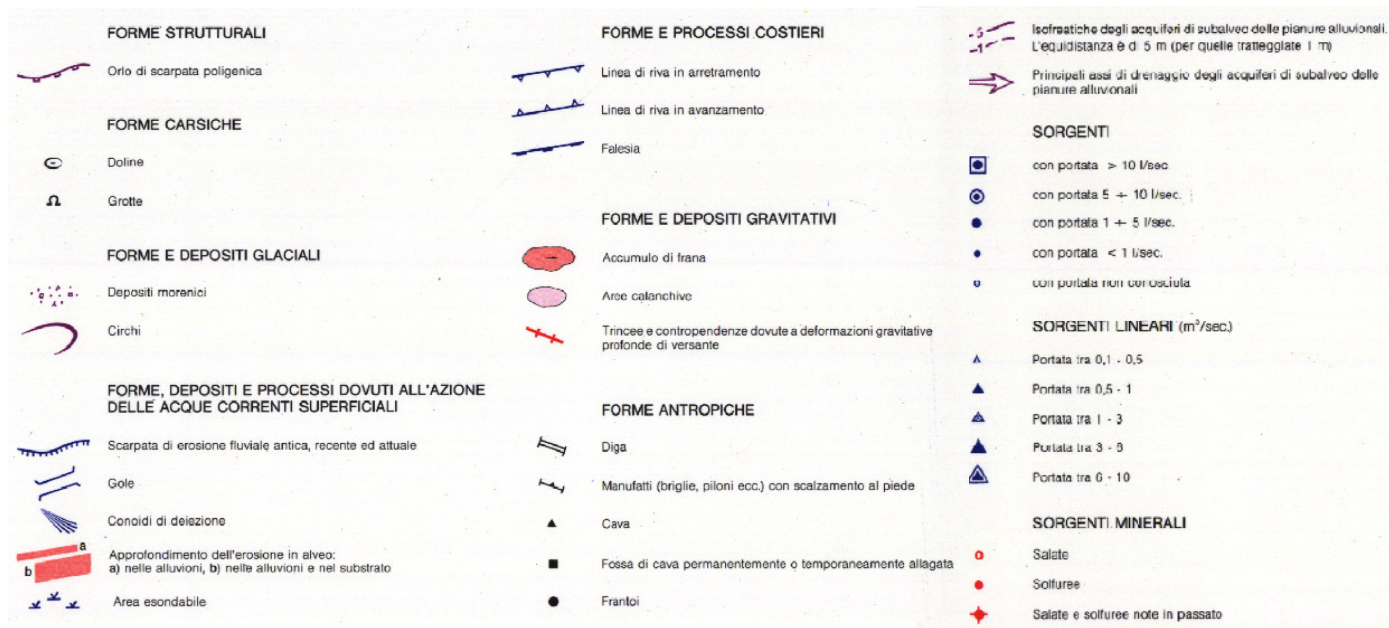 FORME STRUTTURALI
Orlo di scarpata poligenica
FORME CARSICHE
Doline
Grotte
FORME E DEPOSITI GLACIALI
Depositi morenici
Circhi
FORME, DEPOSITI E PROCESSI DOVUTI ALL'AZIONE
DELLE ACQUE CORRENTI SUPERFICIALI
Scarpata di erosione fluviale antica, recente ed attuale
Gole
Conoidi di deiezione
a
b
Approfondimento dell'erosione in alveo:
a) nelle alluvioni, b) nelle alluvioni e nel substrato
Area esondabile
FORME E PROCESSI COSTIERI
Linea di riva in arretramento
Linea di riva in avanzamento
Falesia
FORME E DEPOSITI GRAVITATIVI
Accumulo di frana
Aree calanchive
Trincee e contropendenze dovute a deformazioni gravitative
profonde di versante
FORME ANTROPICHE
Diga
Manufatti (briglie, piloni ecc.) con scalzamento al piede
Cava
Fossa di cava permanentemente o temporaneamente allagata
Frantoi
5
1
Isofreatiche degli acquiferi di subalveo delle pianure alluvionali.
L'equidistanza è di 5 m (per quelle tratteggiate 1 m)
Principali assi di drenaggio degli acquiferi di subalveo delle
pianure alluvionali
SORGENTI
con portata > 10 l/sec.
con portata 5 ÷ 10 l/sec.
con portata 1 ÷ 5 l/sec.
con portata < 1 l/sec.
con portata non conosciuta
SORGENTI LINEARI (m³/sec.)
Portata tra 0,1 - 0,5
Portata tra 0,5 - 1
Portata tra 1 - 3
Portata tra 3 - 6
Portata tra 6 - 10
SORGENTI MINERALI
Salate
Solfuree
Salate e solfuree note in passato